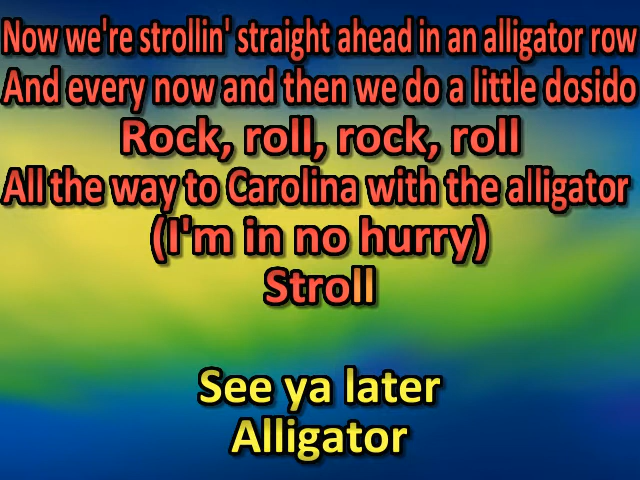 Now we're strollin' straight ahead in an alligator row
And every now and then we do a little dosido
Rock, roll, rock, roll
All the way to Carolina with the alligator
(I'm in no hurry)
Stroll
See ya later
Alligator